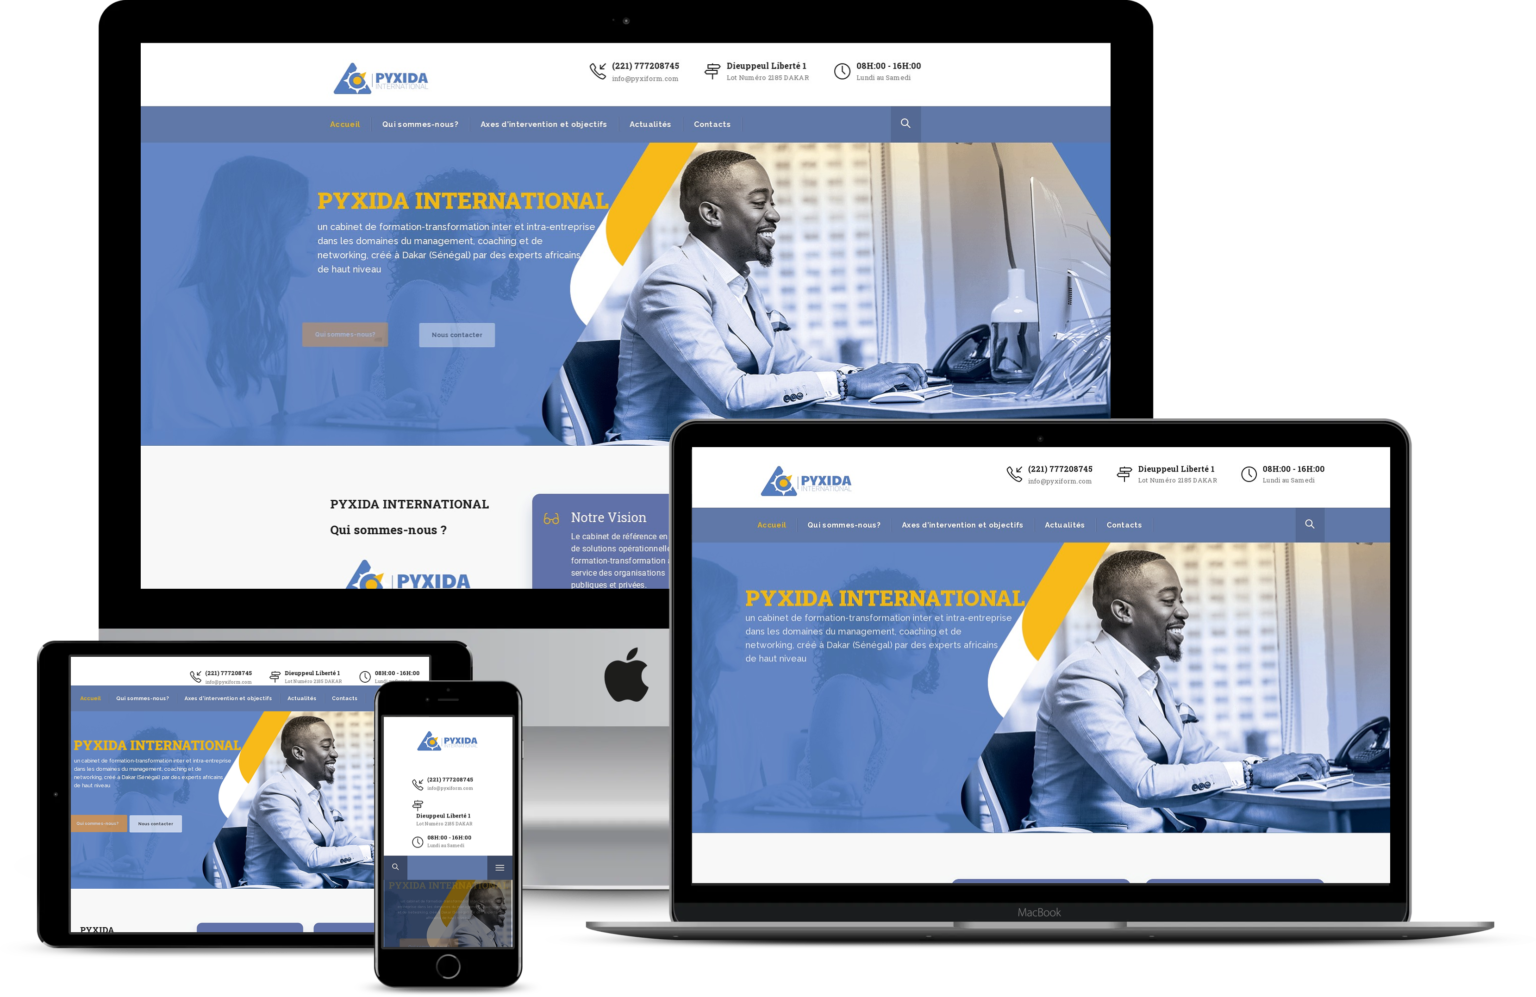 PYXIDA
INTERNATIONAL
(221) 777208745
info@pyxiform.com
Dieuppeul Liberté 1
Lot Numéro 2185 DAKAR
08H:00 - 16H:00
Lundi au Samedi
Accueil
Qui sommes-nous?
Axes d'intervention et objectifs
Actualités
Contacts
PYXIDA INTERNATIONAL
un cabinet de formation-transformation inter et intra-entreprise
dans les domaines du management, coaching et de
networking, créé à Dakar (Sénégal) par des experts africains
de haut niveau
Qui sommes-nous?
Nous contacter
PYXIDA INTERNATIONAL
Qui sommes-nous ?
PYXIDA
Notre Vision
Le cabinet de référence en
de solutions opérationnelle
formation-transformation
service des organisations
publiques et privées.
PYXIDA
INTERNATIONAL
(221) 777208745
info@pyxiform.com
Dieuppeul Liberté 1
Lot Numéro 2185 DAKAR
08H:00 - 16H:00
Lundi au Samedi
Accueil
Qui sommes-nous?
Axes d'intervention et objectifs
Actualités
Contacts
PYXIDA INTERNATIONAL
un cabinet de formation-transformation inter et intra-entreprise
dans les domaines du management, coaching et de
networking, créé à Dakar (Sénégal) par des experts africains
de haut niveau
MacBook
(221) 777208745
info@pyxiform.com
Dieuppeul Liberté 1
Lot Numéro 2185 DAKAR
08H:00 - 16H:00
Accueil
Qui sommes-nous?
Axes d'intervention et objectifs
Actualités
Contacts
PYXIDA INTERNATIONAL
un cabinet de formation-transformation inter et intra-entreprise
dans les domaines du management, coaching et de
networking, créé à Dakar (Sénégal) par des experts africains
de haut niveau
Qui sommes-nous?
Nous contacter
PYXIDA
PYXIDA
INTERNATIONAL
(221) 777208745
info@pyxiform.com
Dieuppeul Liberté 1
Lot Numéro 2185 DAKAR
08H:00 - 16H:00
Lundi au Samedi
PYXIDA INTERNATIONAL